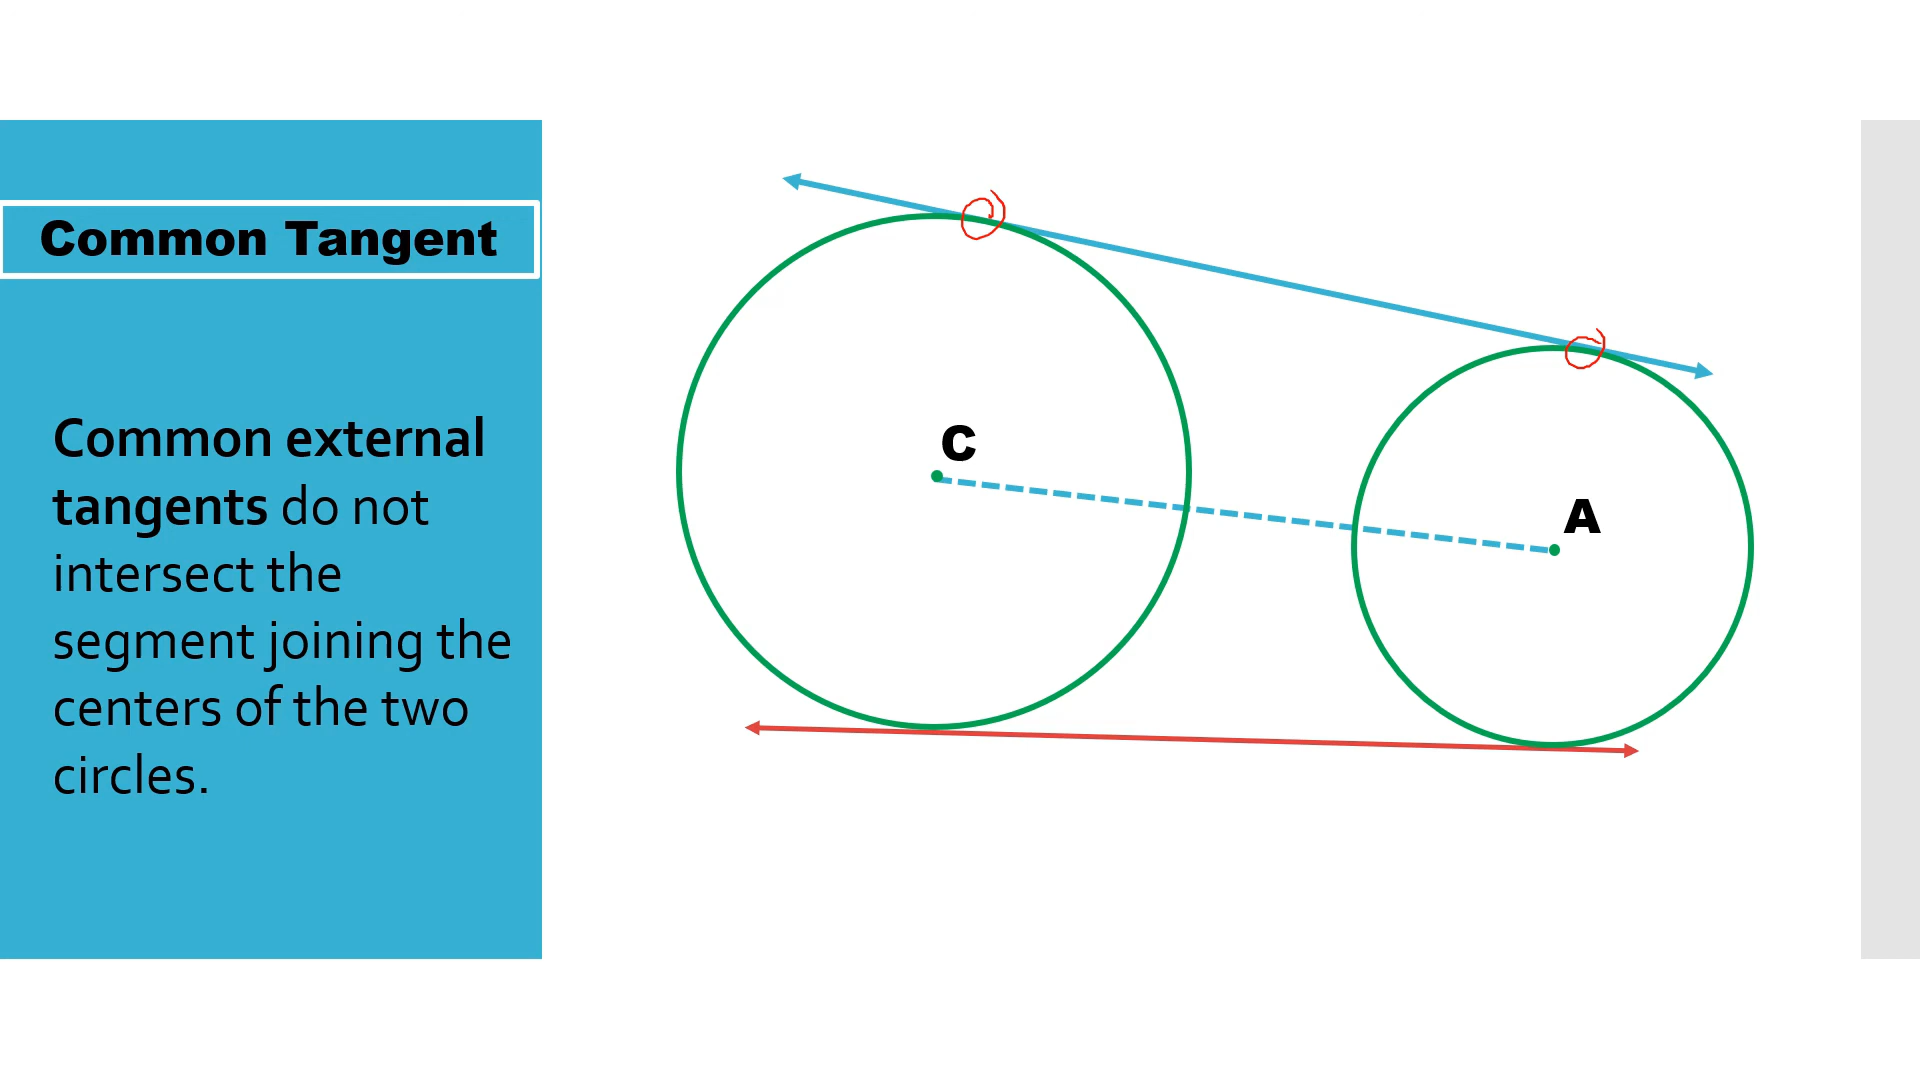 Common Tangent
Common external
tangents do not
intersect the
segment joining the
centers of the two
circles.
C
A